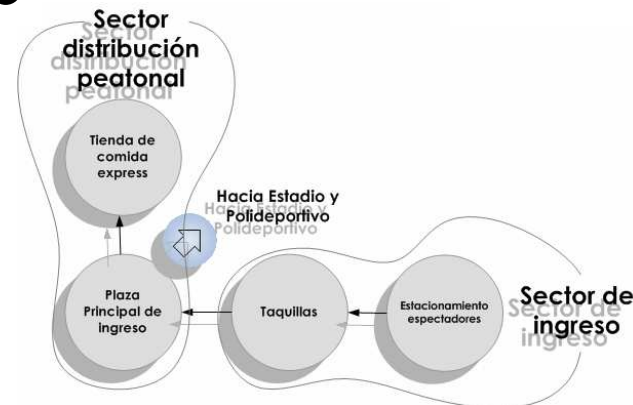 Sector
distribución
peatonal
Tienda de
comida
express
Hacia Estadio y
Polideportivo
Plaza
Principal de
ingreso
Taquillas
Estacionamiento
espectadores
Sector de
ingreso